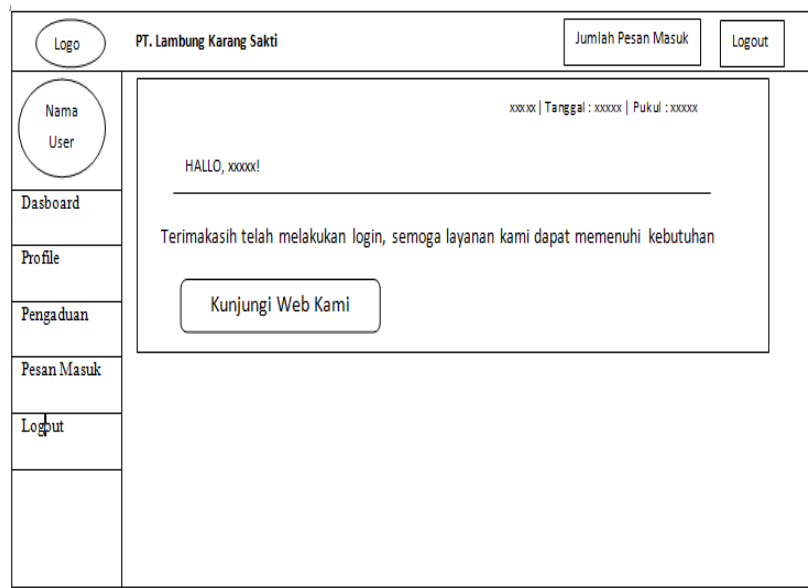 Logo
PT. Lambung Karang Sakti
Jumlah Pesan Masuk
Logout
Nama
User
Dasboard
Profile
Pengaduan
Pesan Masuk
Logout
xxxxx | Tanggal : xxxxx | Pukul : xxxxx
HALLO, xxxxx!
Terimakasih telah melakukan login, semoga layanan kami dapat memenuhi kebutuhan
Kunjungi Web Kami